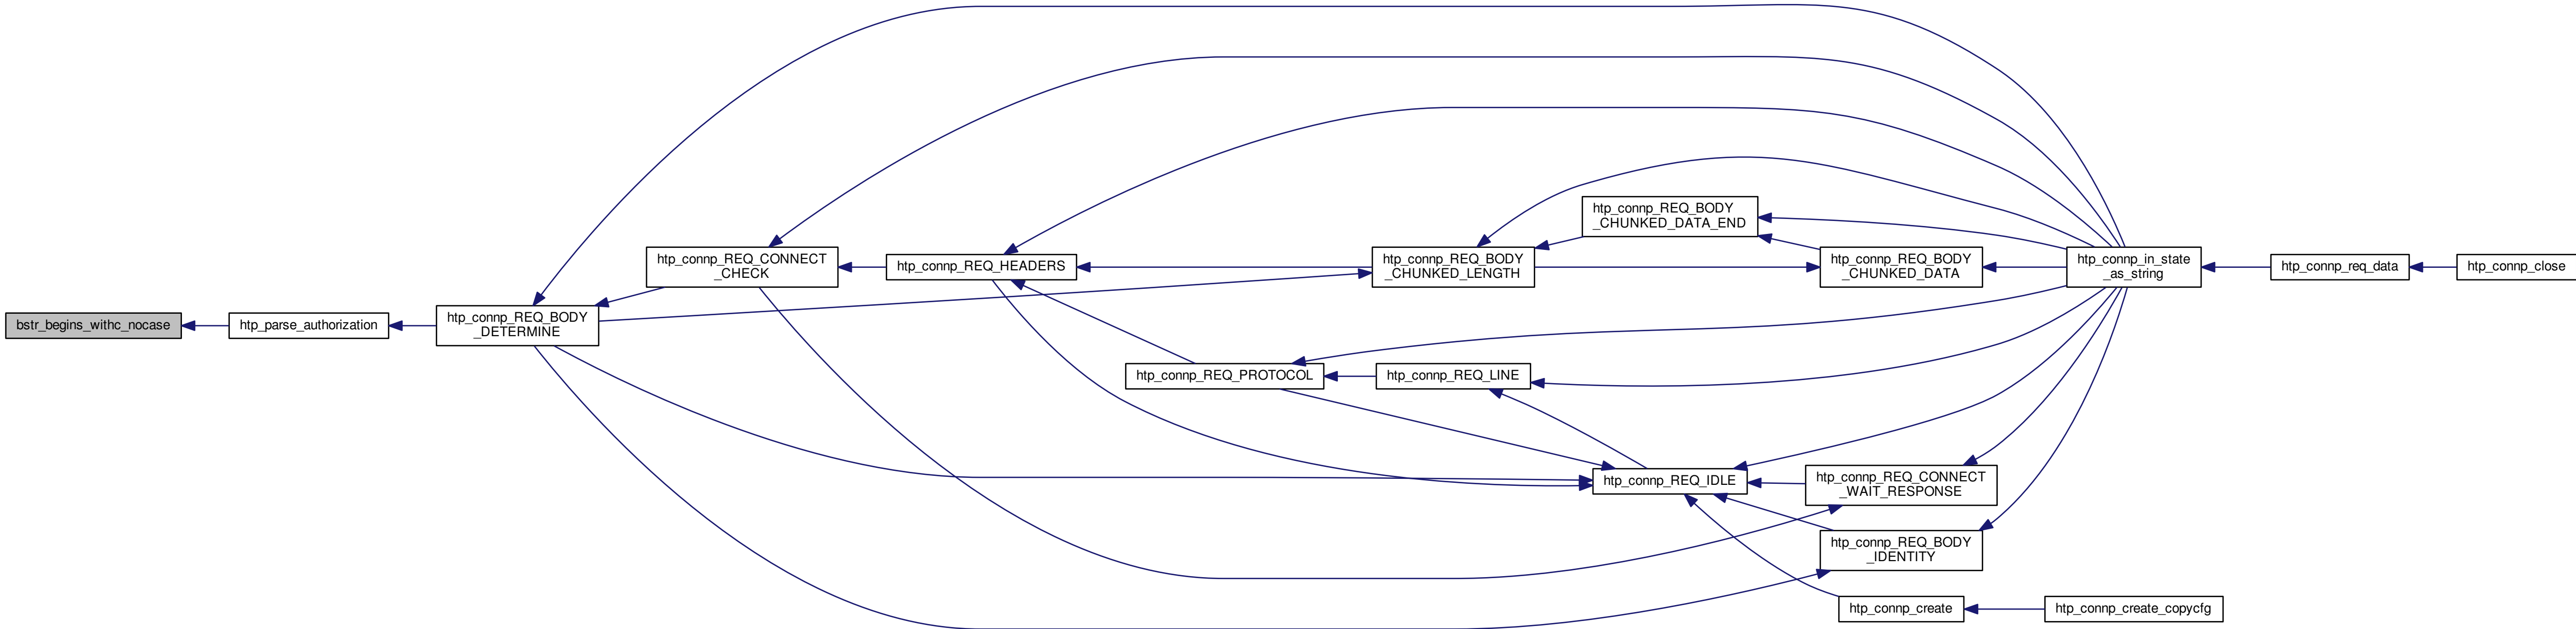 bstr_begins_withc_nocase
htp_parse_authorization
htp_connp_REQ_BODY
_DETERMINE
htp_connp_REQ_CONNECT
_CHECK
htp_connp_REQ_HEADERS
htp_connp_REQ_PROTOCOL
htp_connp_REQ_BODY
_CHUNKED_LENGTH
htp_connp_REQ_LINE
htp_connp_REQ_BODY
_CHUNKED_DATA_END
htp_connp_REQ_IDLE
htp_connp_REQ_BODY
_CHUNKED_DATA
htp_connp_REQ_CONNECT
_WAIT_RESPONSE
htp_connp_REQ_BODY
_IDENTITY
htp_connp_create
htp_connp_in_state
_as_string
htp_connp_create_copycfg
htp_connp_req_data
htp_connp_close